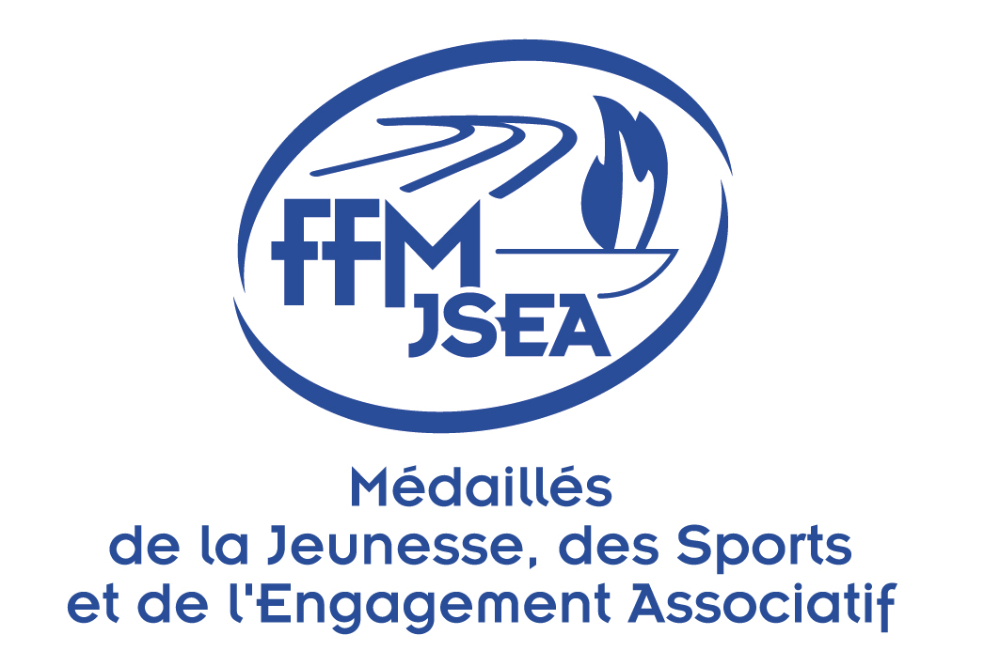 FFM
JSEA
Médaillés
de la Jeunesse, des Sports
et de l'Engagement Associatif